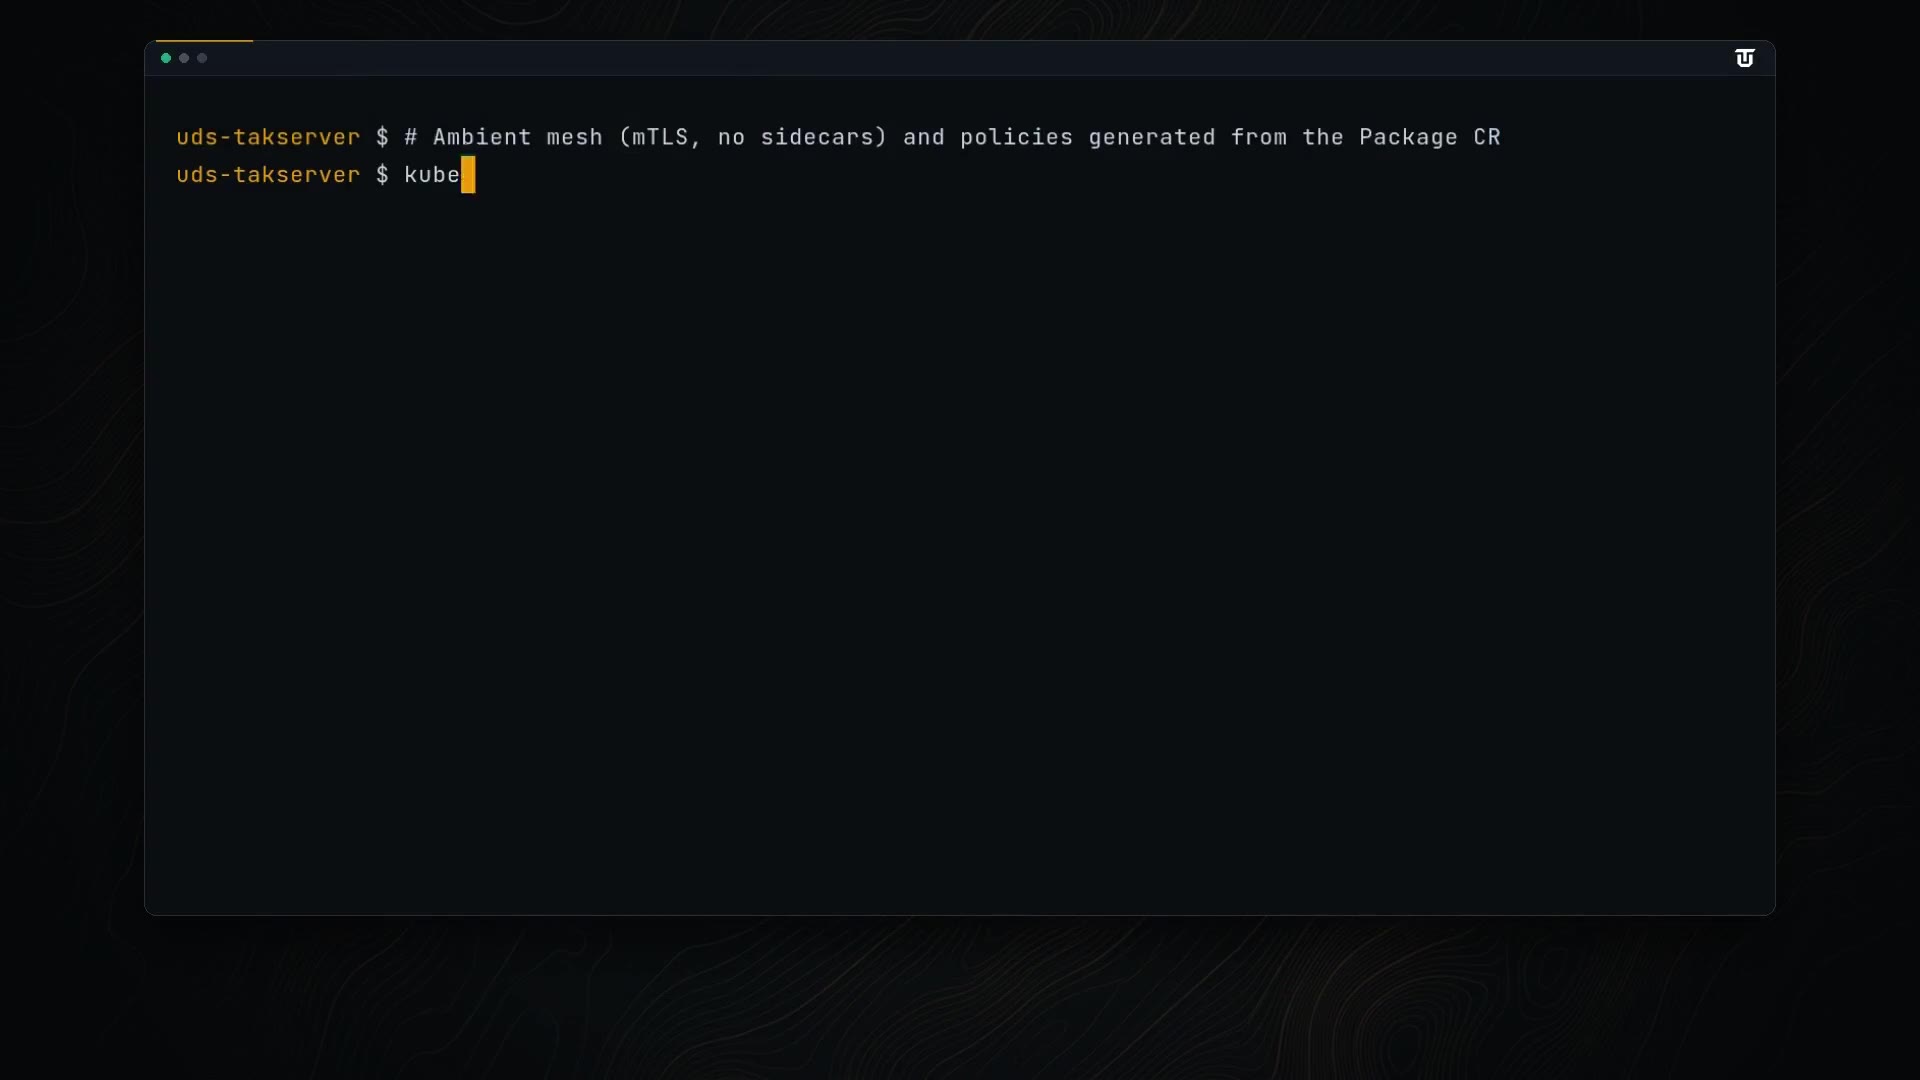 uds-takserver $ # Ambient mesh (mTLS, no sidecars) and policies generated from the Package CR
uds-takserver $ kube